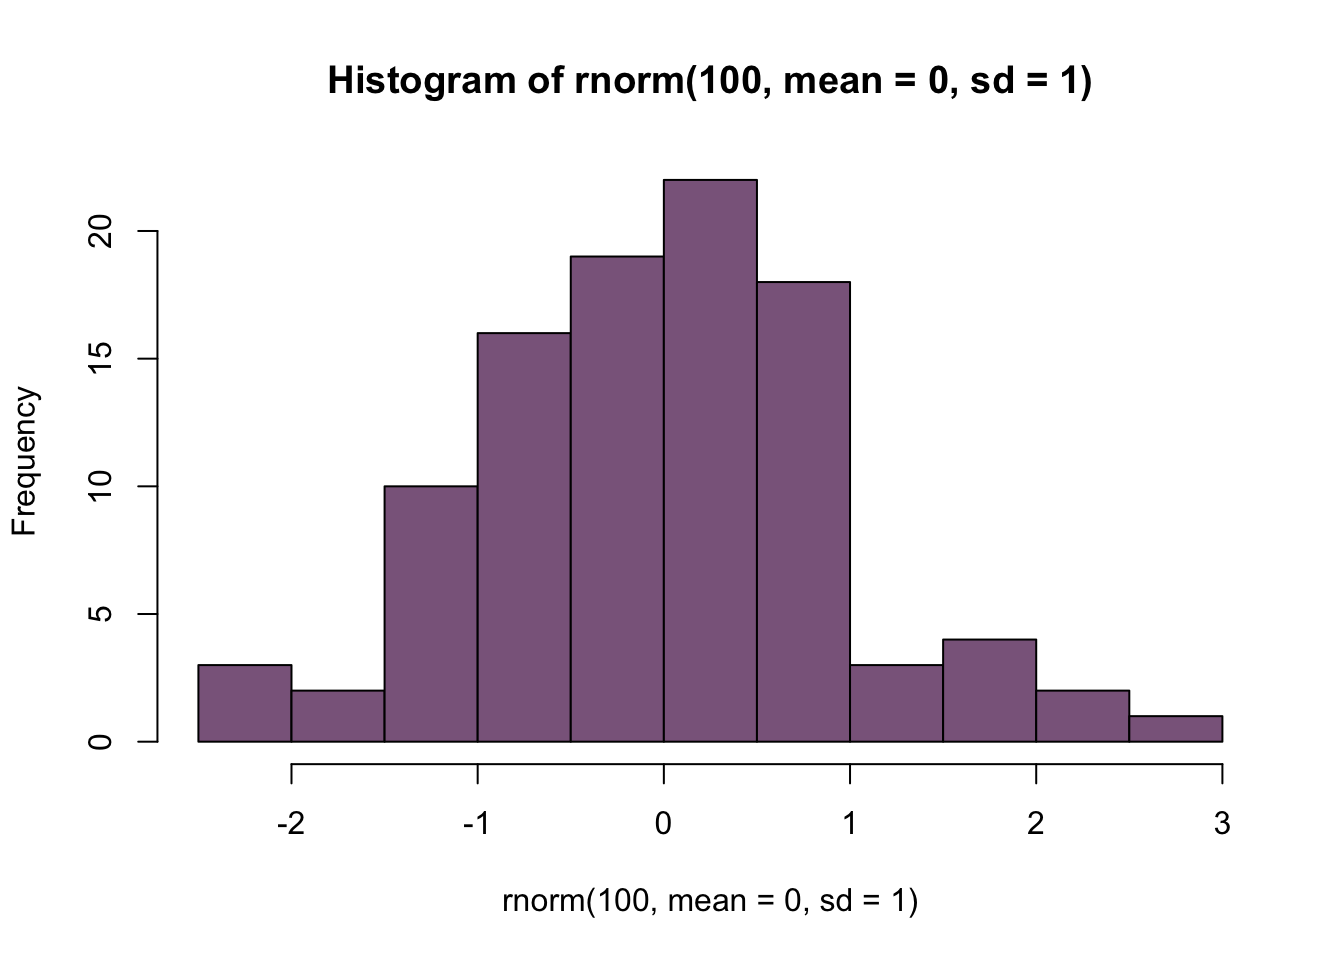 Histogram of rnorm(100, mean = 0, sd = 1)
Frequency
20
15
10
5
0
-2 -1 0 1 2 3
rnorm(100, mean = 0, sd = 1)